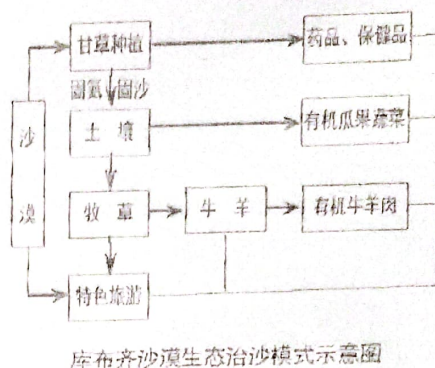 甘草种植
药品、保健品
固氮
固沙
沙漠
土壤
有机瓜果蔬菜
牧草
牛羊
有机牛羊肉
特色旅游
库布齐沙漠生态治沙模式示意图